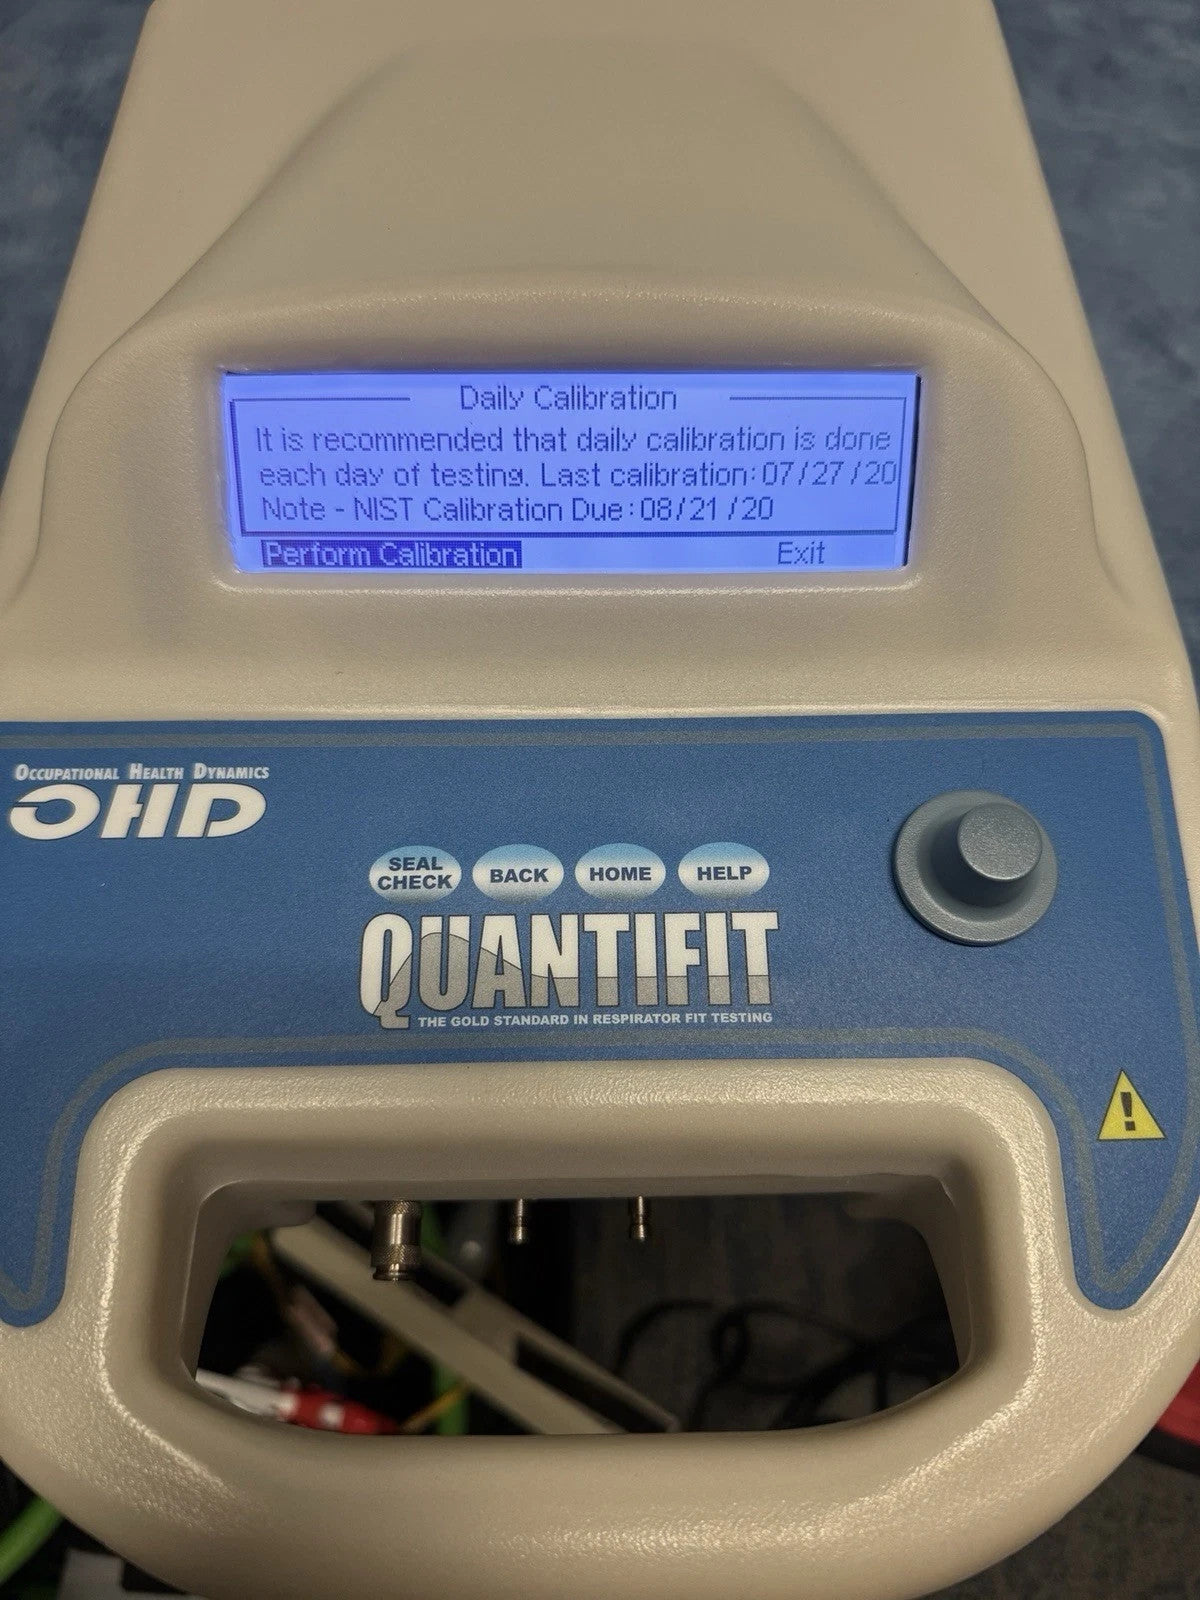 Daily Calibration
It is recommended that daily calibration is done
each day of testing. Last calibration: 07/27/20
Note - NIST Calibration Due: 08/21/20
Perform Calibration Exit
OCCUPATIONAL HEALTH DYNAMICS
OHD
SEAL CHECK
BACK
HOME
HELP
QUANTIFIT
THE GOLD STANDARD IN RESPIRATOR FIT TESTING
!